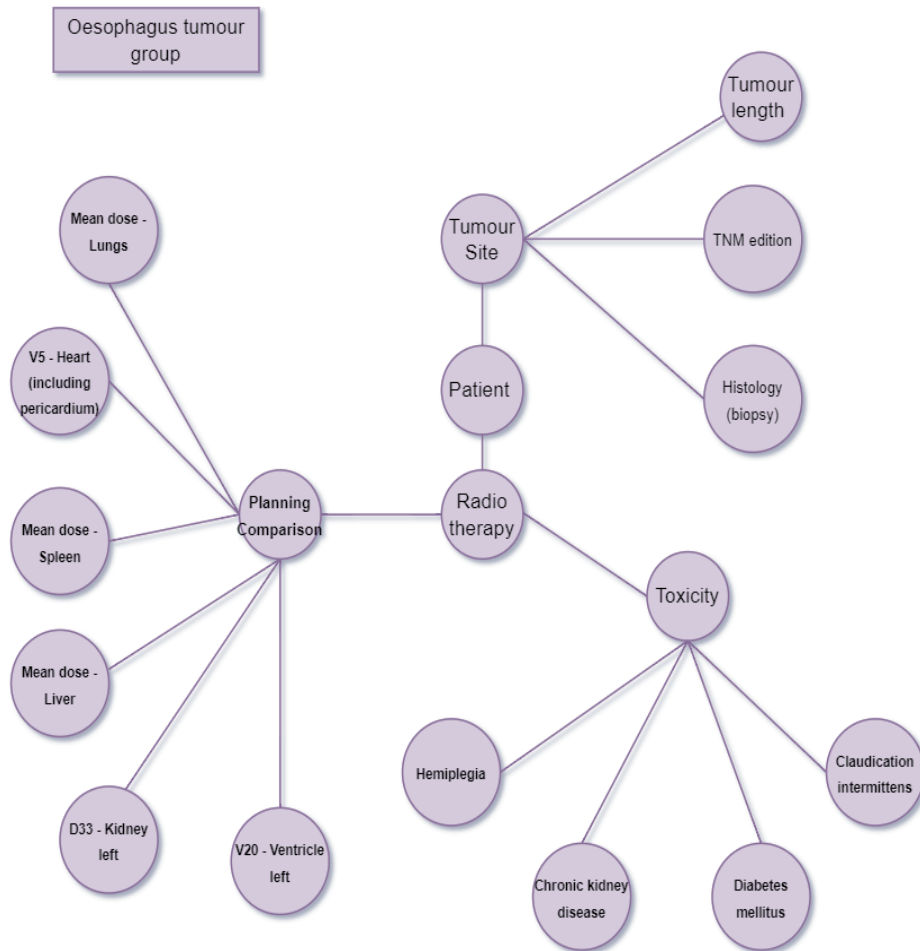 Oesophagus tumour
group
Tumour
length
Mean dose -
Lungs
Tumour
Site
TNM edition
V5 - Heart
(including
pericardium)
Patient
Histology
(biopsy)
Planning
Comparison
Radio
therapy
Mean dose -
Spleen
Toxicity
Mean dose -
Liver
Hemiplegia
Claudication
intermittens
D33 - Kidney
left
V20 - Ventricle
left
Chronic kidney
disease
Diabetes
mellitus